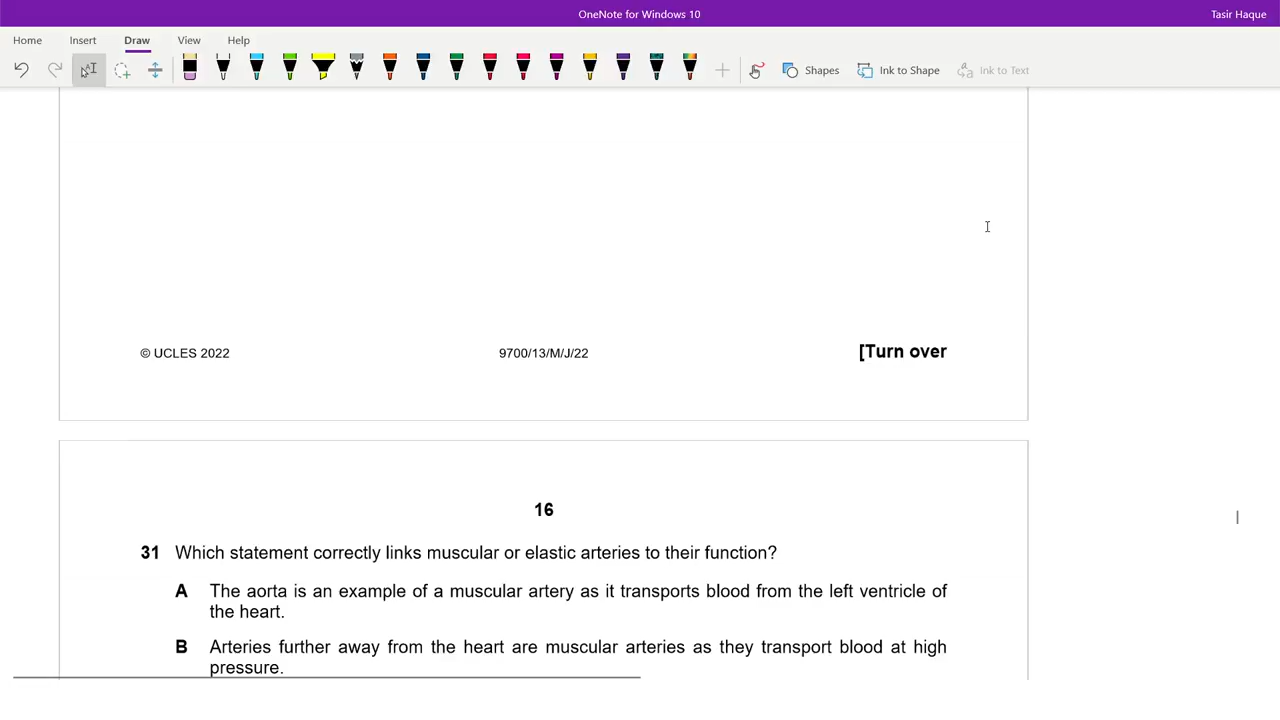 OneNote for Windows 10
Tasir Haque
Home Insert Draw View Help
Shapes Ink to Shape Ink to Text
© UCLES 2022 9700/13/M/J/22 [Turn over
16
31 Which statement correctly links muscular or elastic arteries to their function?
A The aorta is an example of a muscular artery as it transports blood from the left ventricle of
the heart.
B Arteries further away from the heart are muscular arteries as they transport blood at high
pressure.